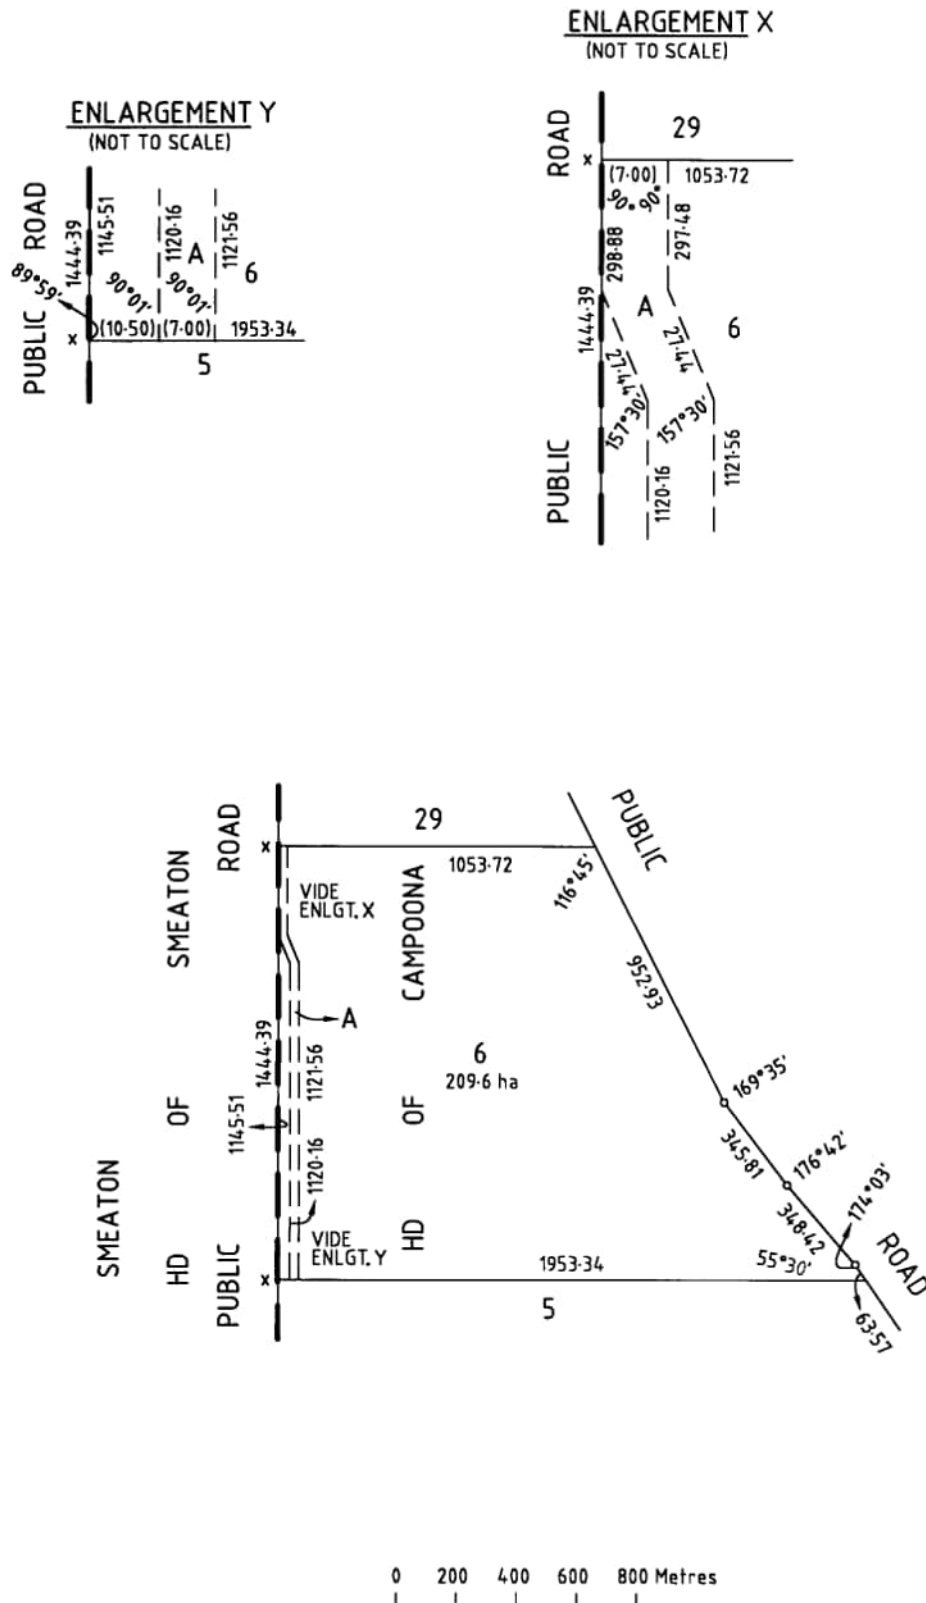 ENLARGEMENT X
(NOT TO SCALE)
ROAD
29
x
(7·00)
1053·72
90°
90°
298·88
297·48
A
1444·39
6
27·44
27·44
157°30'
157°30'
PUBLIC
1120·16
1121·56
ENLARGEMENT Y
(NOT TO SCALE)
ROAD
1444·39
1145·51
1120·16
A
1121·56
6
89°59'
90°01'
90°01'
PUBLIC
x
(10·50)
(7·00)
1953·34
5
PUBLIC
29
ROAD
x
1053·72
116°45'
SMEATON
VIDE
ENLGT. X
CAMPOONA
952·93
A
1444·39
1121·56
6
209·6 ha
169°35'
1145·51
OF
OF
345·81
176°42'
1120·16
SMEATON
174°03'
348·42
HD
PUBLIC
VIDE
ENLGT. Y
HD
ROAD
x
1953·34
55°30'
5
63·57
0 200 400 600 800 Metres